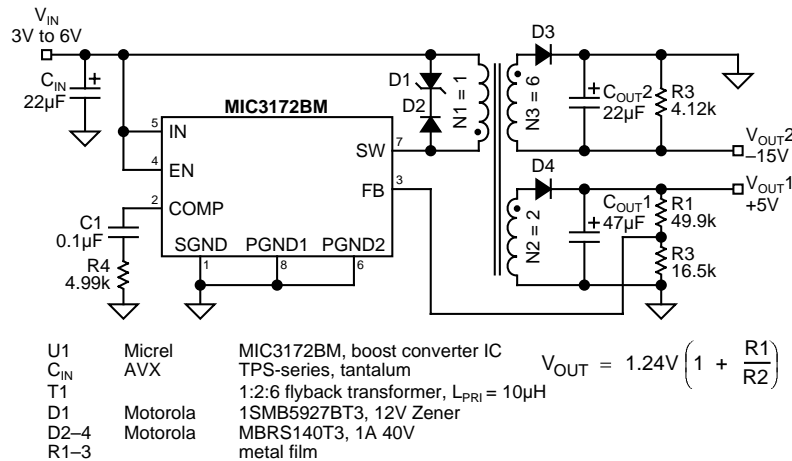 VIN
3V to 6V
CIN
22µF
+
MIC3172BM
5
IN
4
EN
2
COMP
SW
7
FB
3
SGND
PGND1
PGND2
1
8
6
C1
0.1µF
R4
4.99k
D1
D2
N1 = 1
N3 = 6
N2 = 2
D3
+
COUT2
22µF
R3
4.12k
VOUT2
–15V
D4
+
COUT1
47µF
VOUT1
+5V
R1
49.9k
R3
16.5k
U1 Micrel MIC3172BM, boost converter IC
CIN AVX TPS-series, tantalum
T1 1:2:6 flyback transformer, LPRI = 10µH
D1 Motorola 1SMB5927BT3, 12V Zener
D2–4 Motorola MBRS140T3, 1A 40V
R1–3 metal film
VOUT = 1.24V (1 + R1/R2)